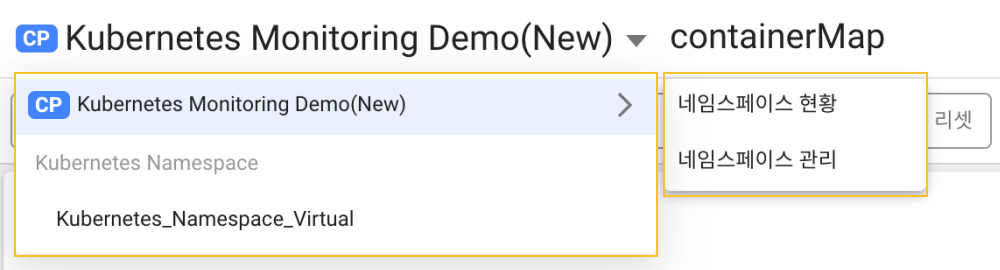 CP Kubernetes Monitoring Demo(New) containerMap
CP Kubernetes Monitoring Demo(New)
Kubernetes Namespace
Kubernetes_Namespace_Virtual
네임스페이스 현황
네임스페이스 관리
리셋